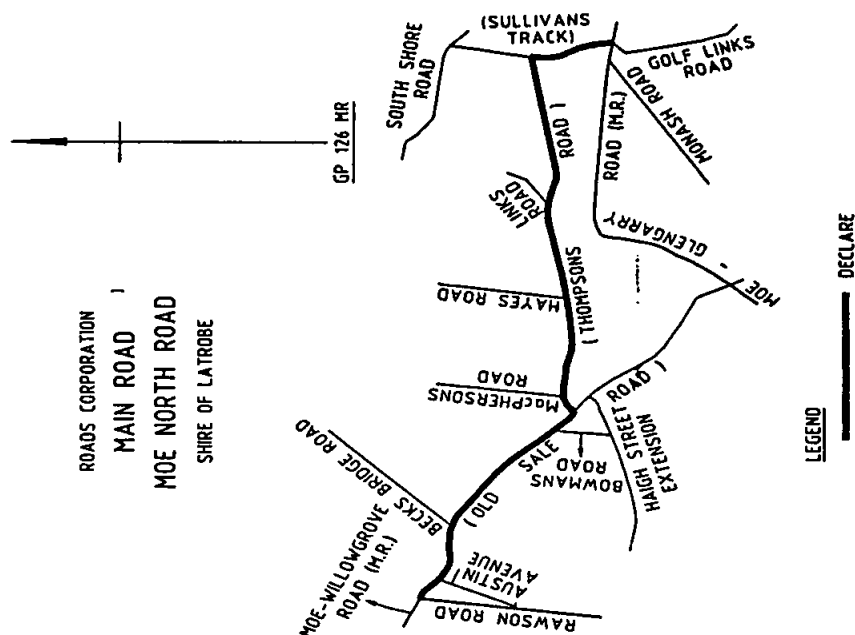 ROADS CORPORATION
MAIN ROAD )
MOE NORTH ROAD
SHIRE OF LATROBE
GP 126 MR
SOUTH SHORE
ROAD
(SULLIVANS
TRACK)
GOLF LINKS
ROAD
MONASH ROAD
ROAD (M.R.)
ROAD )
LINKS
ROAD
GLENGARRY
-
MOE
MAYES ROAD
(THOMPSONS
MacPHERSONS
ROAD
ROAD )
BECKS BRIDGE ROAD
(OLD
SALE
BOWMANS
ROAD
HAIGH STREET
EXTENSION
MOE-WILLOWGROVE
ROAD (M.R.)
AUSTIN
AVENUE
RAWSON ROAD
LEGEND
DECLARE